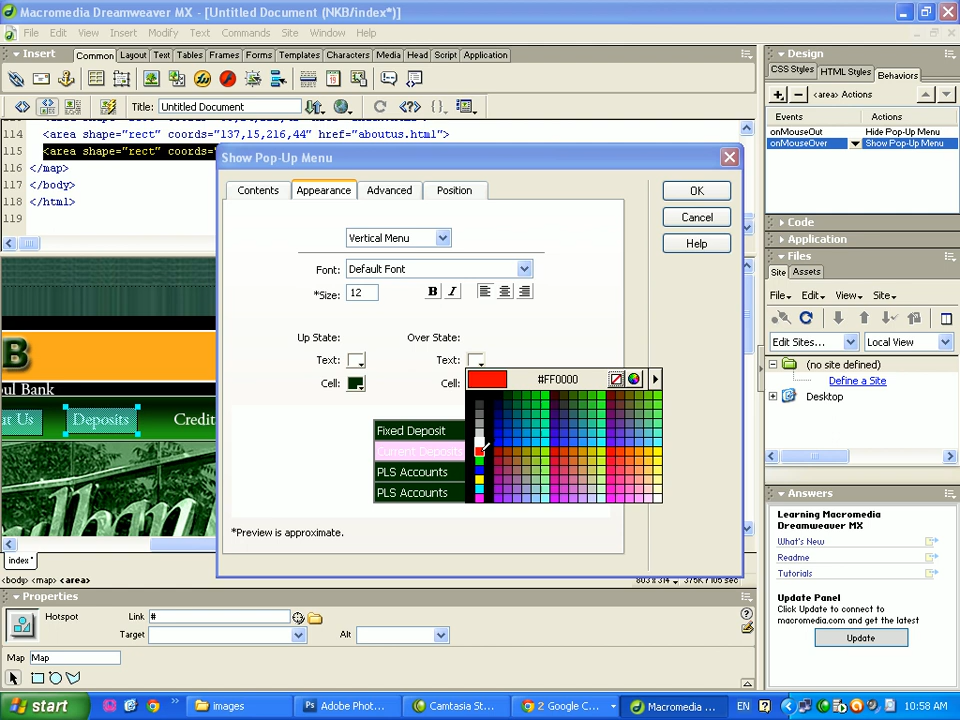 Macromedia Dreamweaver MX - [Untitled Document (NKB/index*)]
File Edit View Insert Modify Text Commands Site Window Help
Insert Common Layout Text Tables Frames Forms Templates Characters Media Head Script Application
Title: Untitled Document
114 <area shape="rect" coords="137,15,216,44" href="aboutus.html">
115 <area shape="rect" coords="
116 </map>
117 </body>
118 </html>
119
Show Pop-Up Menu
Contents Appearance Advanced Position
OK
Cancel
Help
Vertical Menu
Font: Default Font
*Size: 12 B I
Up State: Over State:
Text: Text:
Cell: Cell:
#FF0000
Fixed Deposit
Current Deposits
PLS Accounts
PLS Accounts
*Preview is approximate.
B
oul Bank
ut Us Deposits Credit
index*
<body> <map> <area>
803 x 314 375K / 105 sec
Properties
Hotspot Link #
Target Alt
Map Map
Design
CSS Styles HTML Styles Behaviors
<area> Actions
Events Actions
onMouseOut Hide Pop-Up Menu
onMouseOver Show Pop-Up Menu
Code
Application
Files
Site Assets
File Edit View Site
Edit Sites... Local View
(no site defined)
Define a Site
Desktop
Answers
Learning Macromedia
Dreamweaver MX
What's New
Readme
Tutorials
Update Panel
Click Update to connect to
macromedia.com and get the latest
Update
start images Adobe Phot... Camtasia St... 2 Google C... Macromedia ... EN 10:58 AM